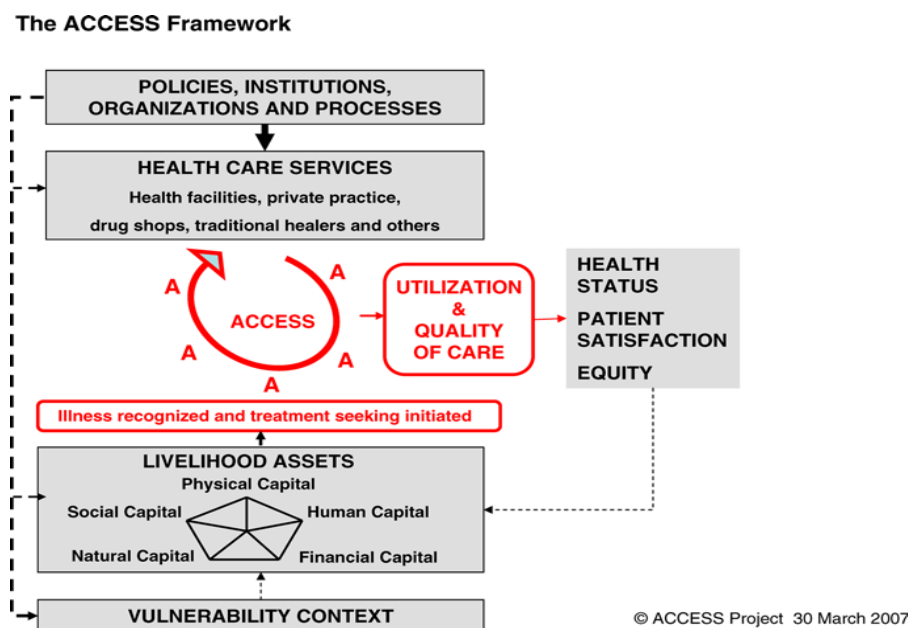 The ACCESS Framework
POLICIES, INSTITUTIONS,
ORGANIZATIONS AND PROCESSES
HEALTH CARE SERVICES
Health facilities, private practice,
drug shops, traditional healers and others
A
A
ACCESS
A
A
A
UTILIZATION
&
QUALITY
OF CARE
HEALTH
STATUS
PATIENT
SATISFACTION
EQUITY
Illness recognized and treatment seeking initiated
LIVELIHOOD ASSETS
Physical Capital
Social Capital
Human Capital
Natural Capital
Financial Capital
VULNERABILITY CONTEXT
© ACCESS Project 30 March 2007